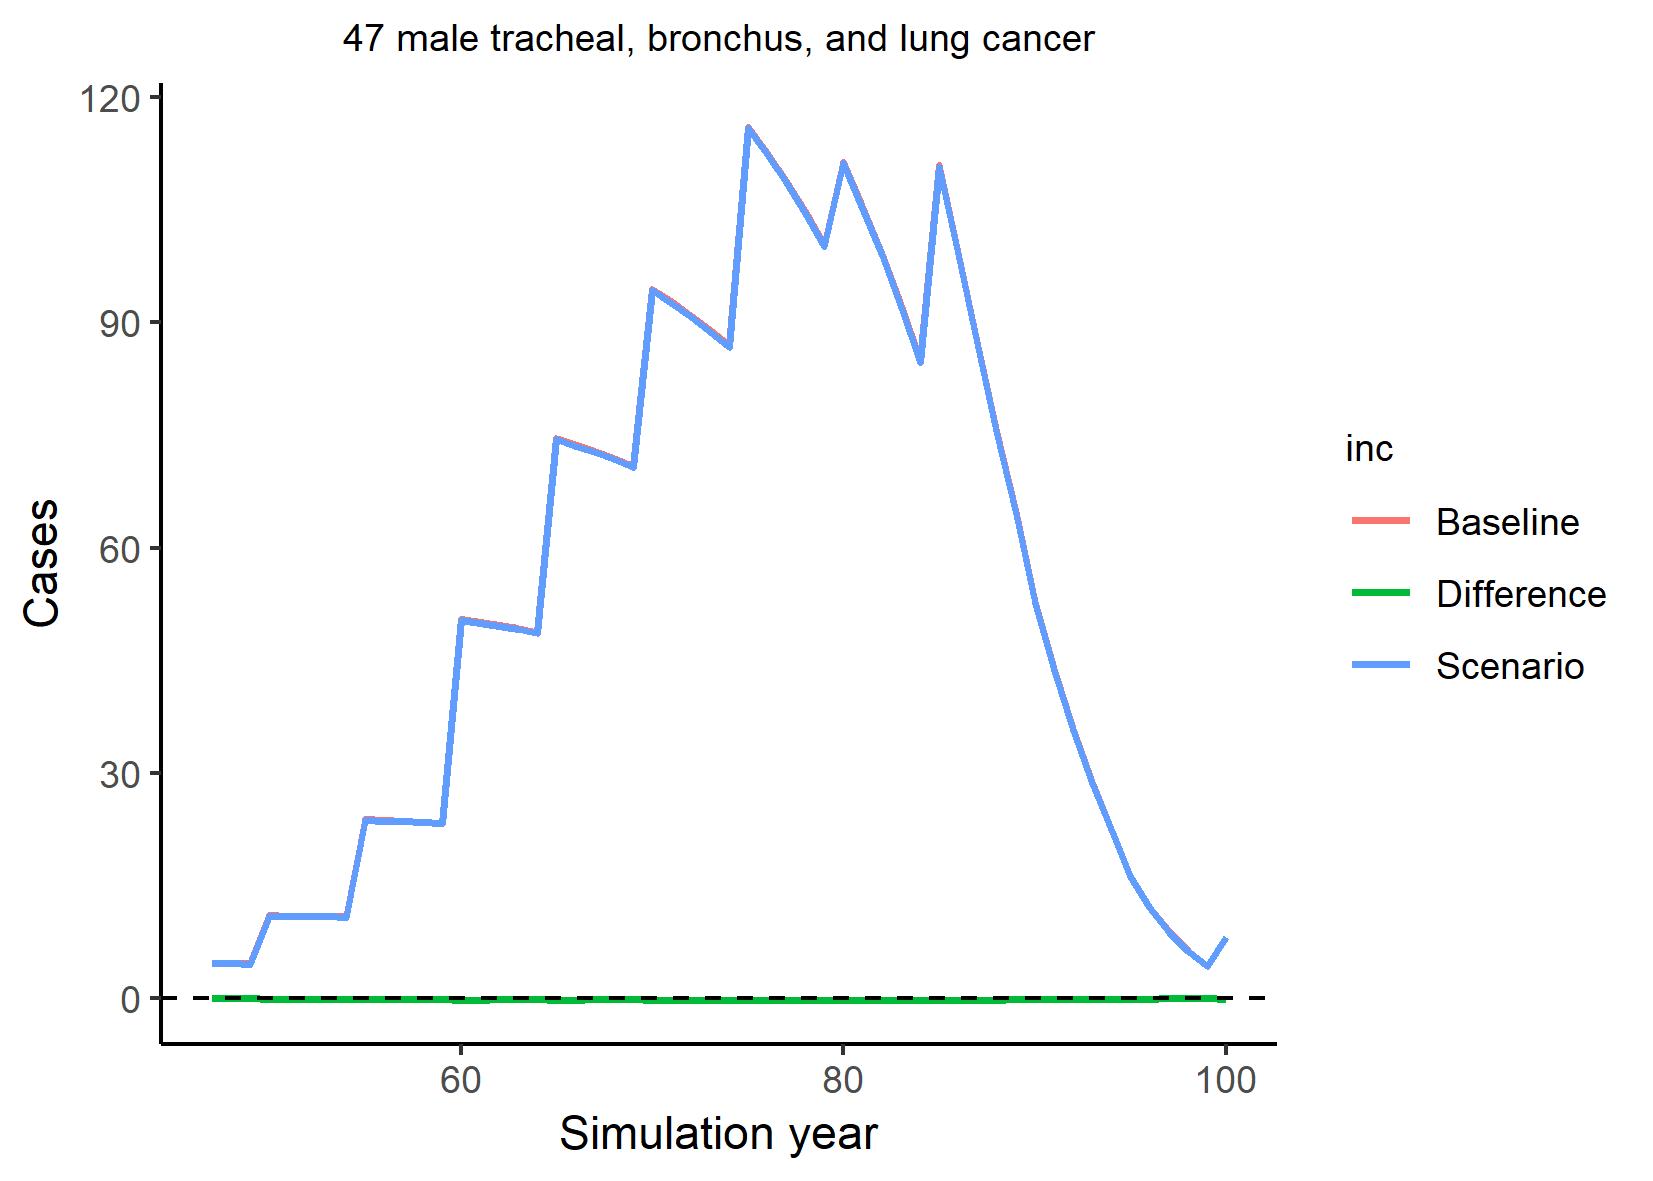 47 male tracheal, bronchus, and lung cancer
120
90
60
30
0
Cases
60
80
100
Simulation year
inc
Baseline
Difference
Scenario